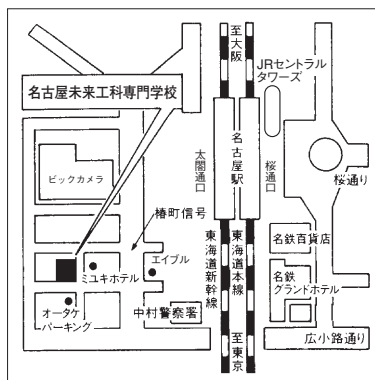 至大阪
JRセントラル
タワーズ
名古屋未来工科専門学校
名古屋駅
太閤通口
桜通口
ビックカメラ
桜通り
椿町信号
東海道新幹線
東海道本線
名鉄百貨店
エイブル
ミユキホテル
名鉄
グランドホテル
オータケ
パーキング
中村警察署
至東京
広小路通り